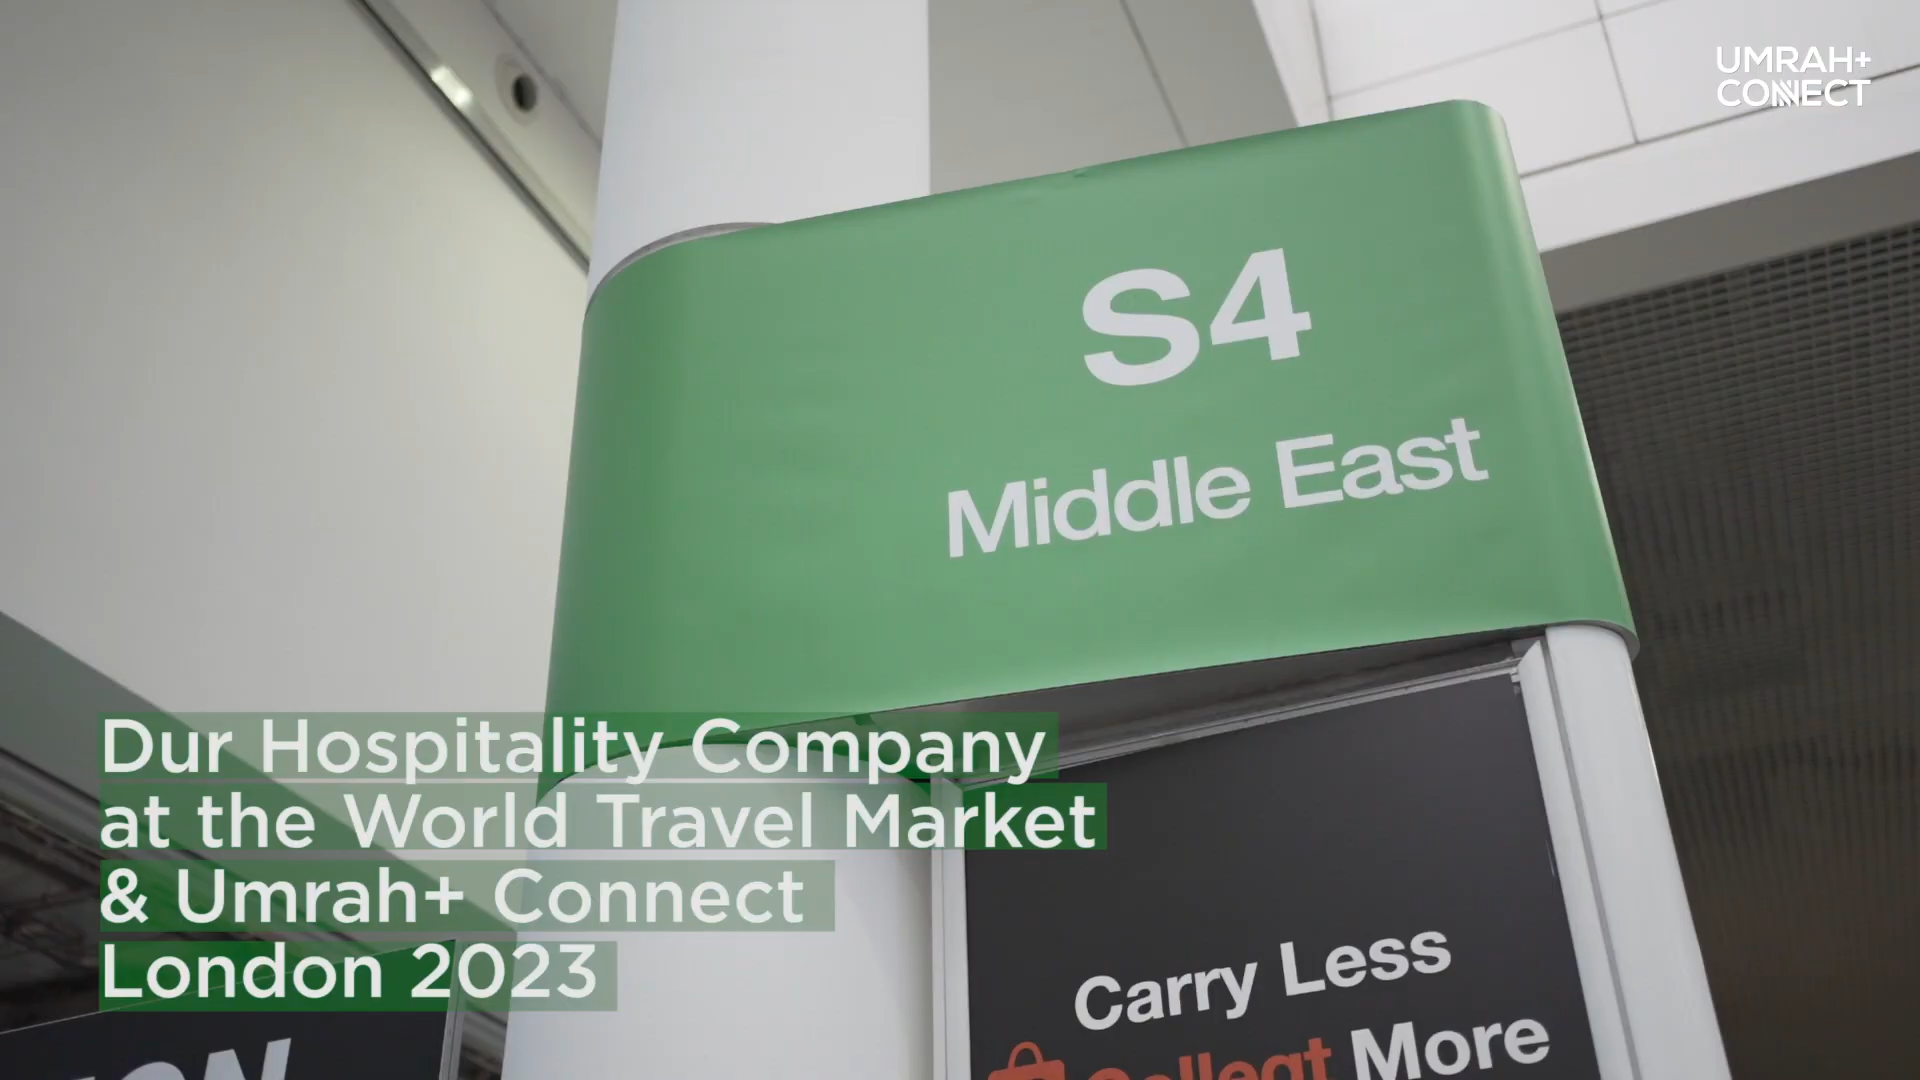 UMRAH+
CONNECT
S4
Middle East
Dur Hospitality Company
at the World Travel Market
& Umrah+ Connect
London 2023
Carry Less
More